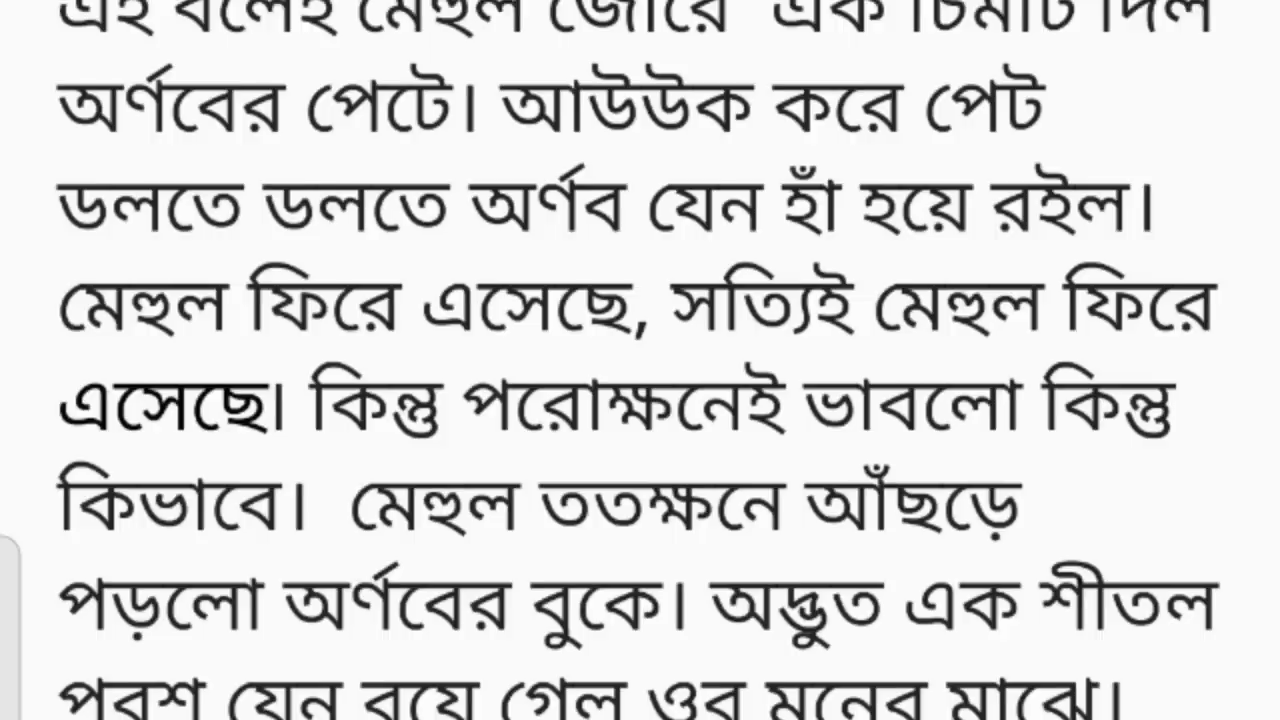 এই বলেই মেহুল জোরে এক চিমটি দিল
অর্ণবের পেটে। আউউক করে পেট
ডলতে ডলতে অর্ণব যেন হাঁ হয়ে রইল।
মেহুল ফিরে এসেছে, সত্যিই মেহুল ফিরে
এসেছে। কিন্তু পরোক্ষনেই ভাবলো কিন্তু
কিভাবে। মেহুল ততক্ষনে আঁছড়ে
পড়লো অর্ণবের বুকে। অদ্ভুত এক শীতল
পরশ যেন বয়ে গেল ওর মনের মাঝে।